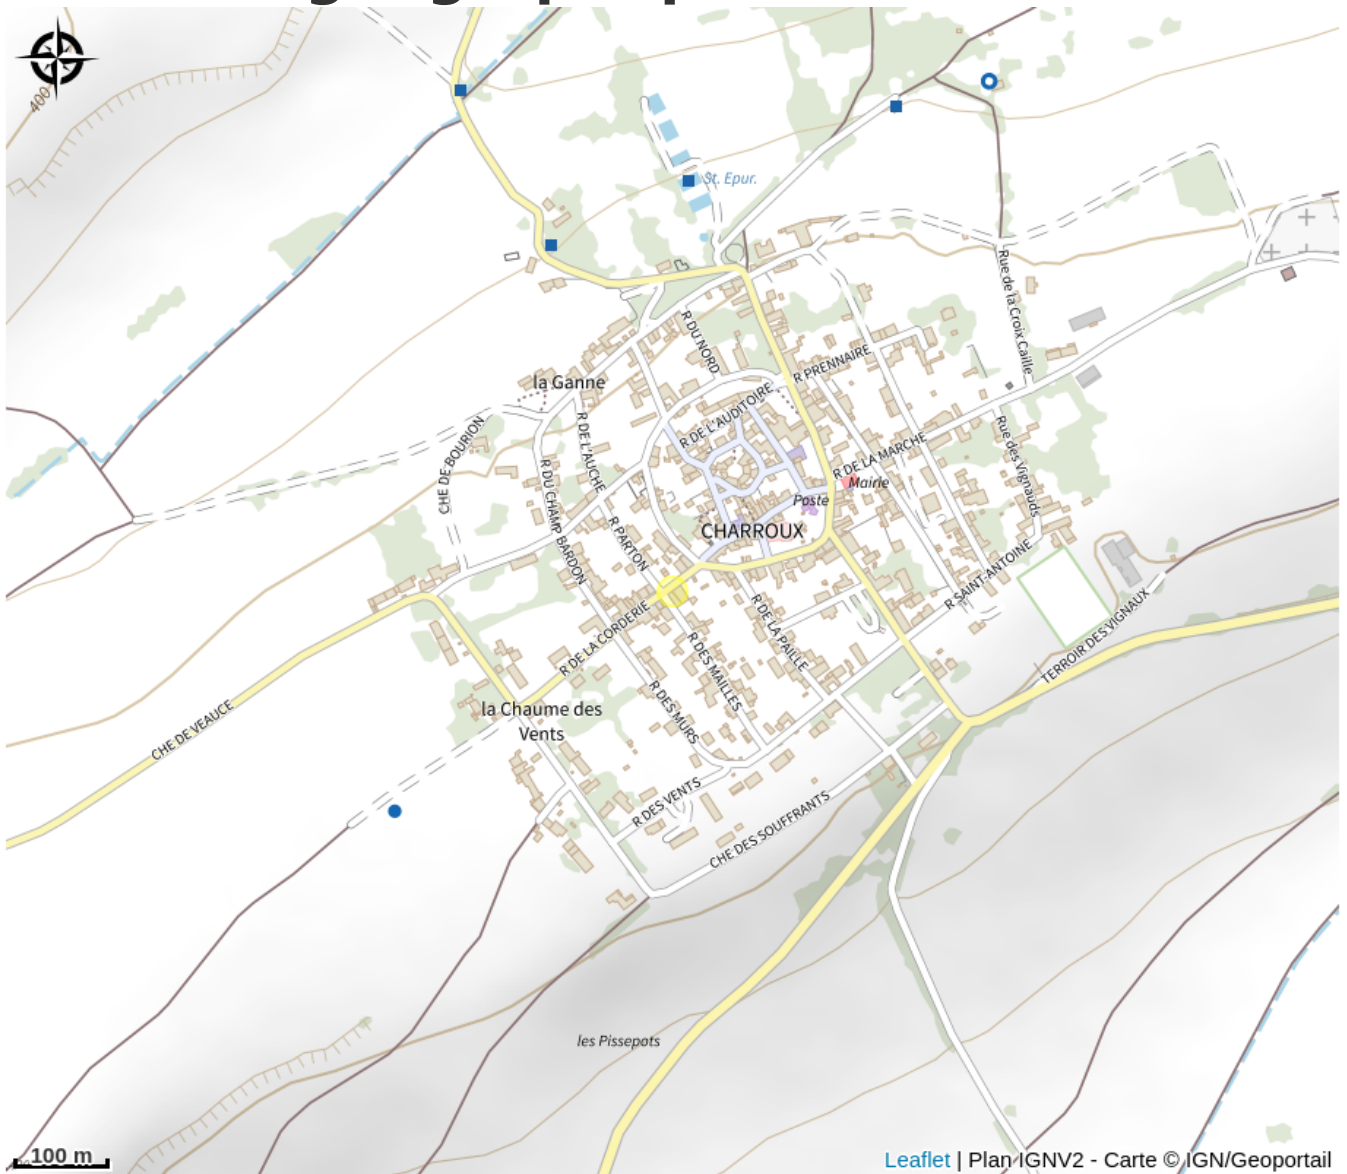 400
St. Epur.
Rue de la Croix Caille
R DU NORD
R PRENNAIRE
la Ganne
R DE L'AUDITOIRE
CHE DE BOURION
R DE L'AUCHE
R DE LA MARCHE
Rue des Vignauds
R DU CHAMP BARDON
Mairie
Poste
R PARTON
CHARROUX
R SAINT-ANTOINE
R DE LA CORDERIE
R DE LA PAILLE
TERROIR DES VIGNAUX
R DES MAILLES
R DES MURS
la Chaume des
Vents
CHE DE VEAUCE
R DES VENTS
CHE DES SOUFFRANTS
les Pissepots
100 m
Leaflet | Plan IGNV2 - Carte © IGN/Geoportail